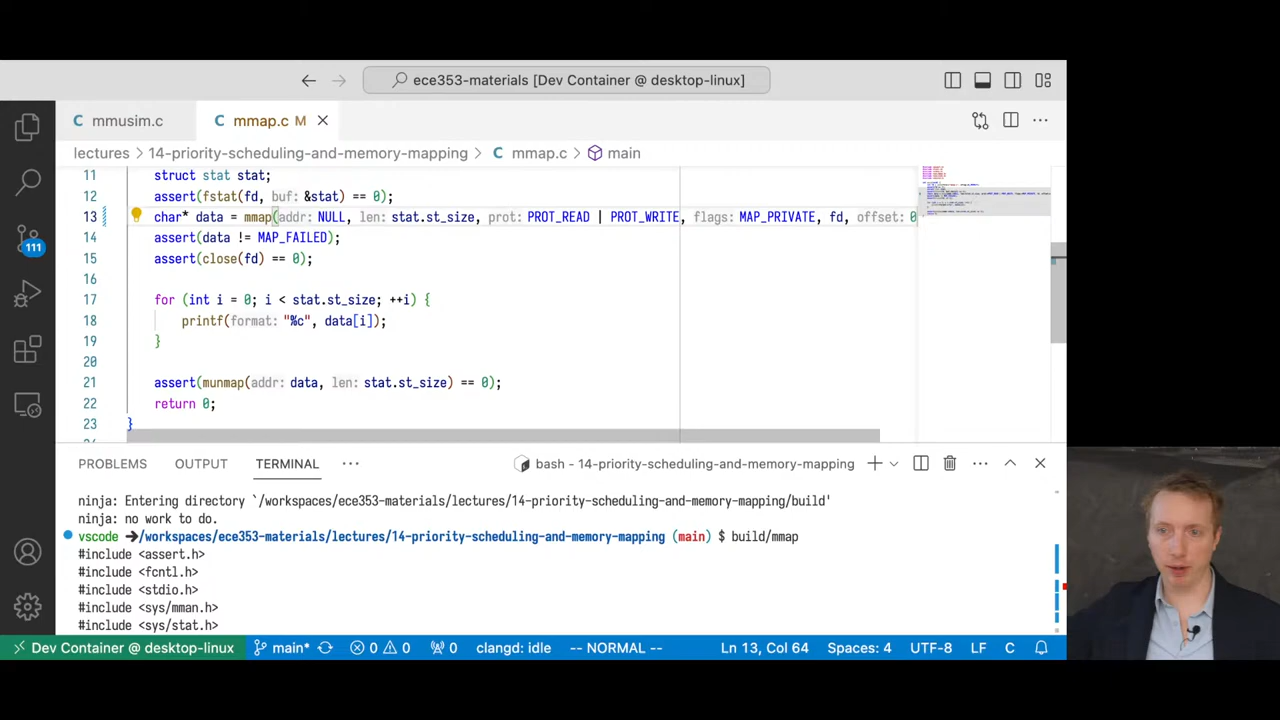 ece353-materials [Dev Container @ desktop-linux]
C mmusim.c C mmap.c M
lectures > 14-priority-scheduling-and-memory-mapping > C mmap.c > main
11 struct stat stat;
12 assert(fstat(fd, buf: &stat) == 0);
13 char* data = mmap(addr: NULL, len: stat.st_size, prot: PROT_READ | PROT_WRITE, flags: MAP_PRIVATE, fd, offset: 0
14 assert(data != MAP_FAILED);
15 assert(close(fd) == 0);
16
17 for (int i = 0; i < stat.st_size; ++i) {
18 printf(format: "%c", data[i]);
19 }
20
21 assert(munmap(addr: data, len: stat.st_size) == 0);
22 return 0;
23 }
111
PROBLEMS OUTPUT TERMINAL ··· bash - 14-priority-scheduling-and-memory-mapping
ninja: Entering directory `/workspaces/ece353-materials/lectures/14-priority-scheduling-and-memory-mapping/build'
ninja: no work to do.
vscode ➜/workspaces/ece353-materials/lectures/14-priority-scheduling-and-memory-mapping (main) $ build/mmap
#include <assert.h>
#include <fcntl.h>
#include <stdio.h>
#include <sys/mman.h>
#include <sys/stat.h>
Dev Container @ desktop-linux main* 0 0 0 clangd: idle -- NORMAL -- Ln 13, Col 64 Spaces: 4 UTF-8 LF C